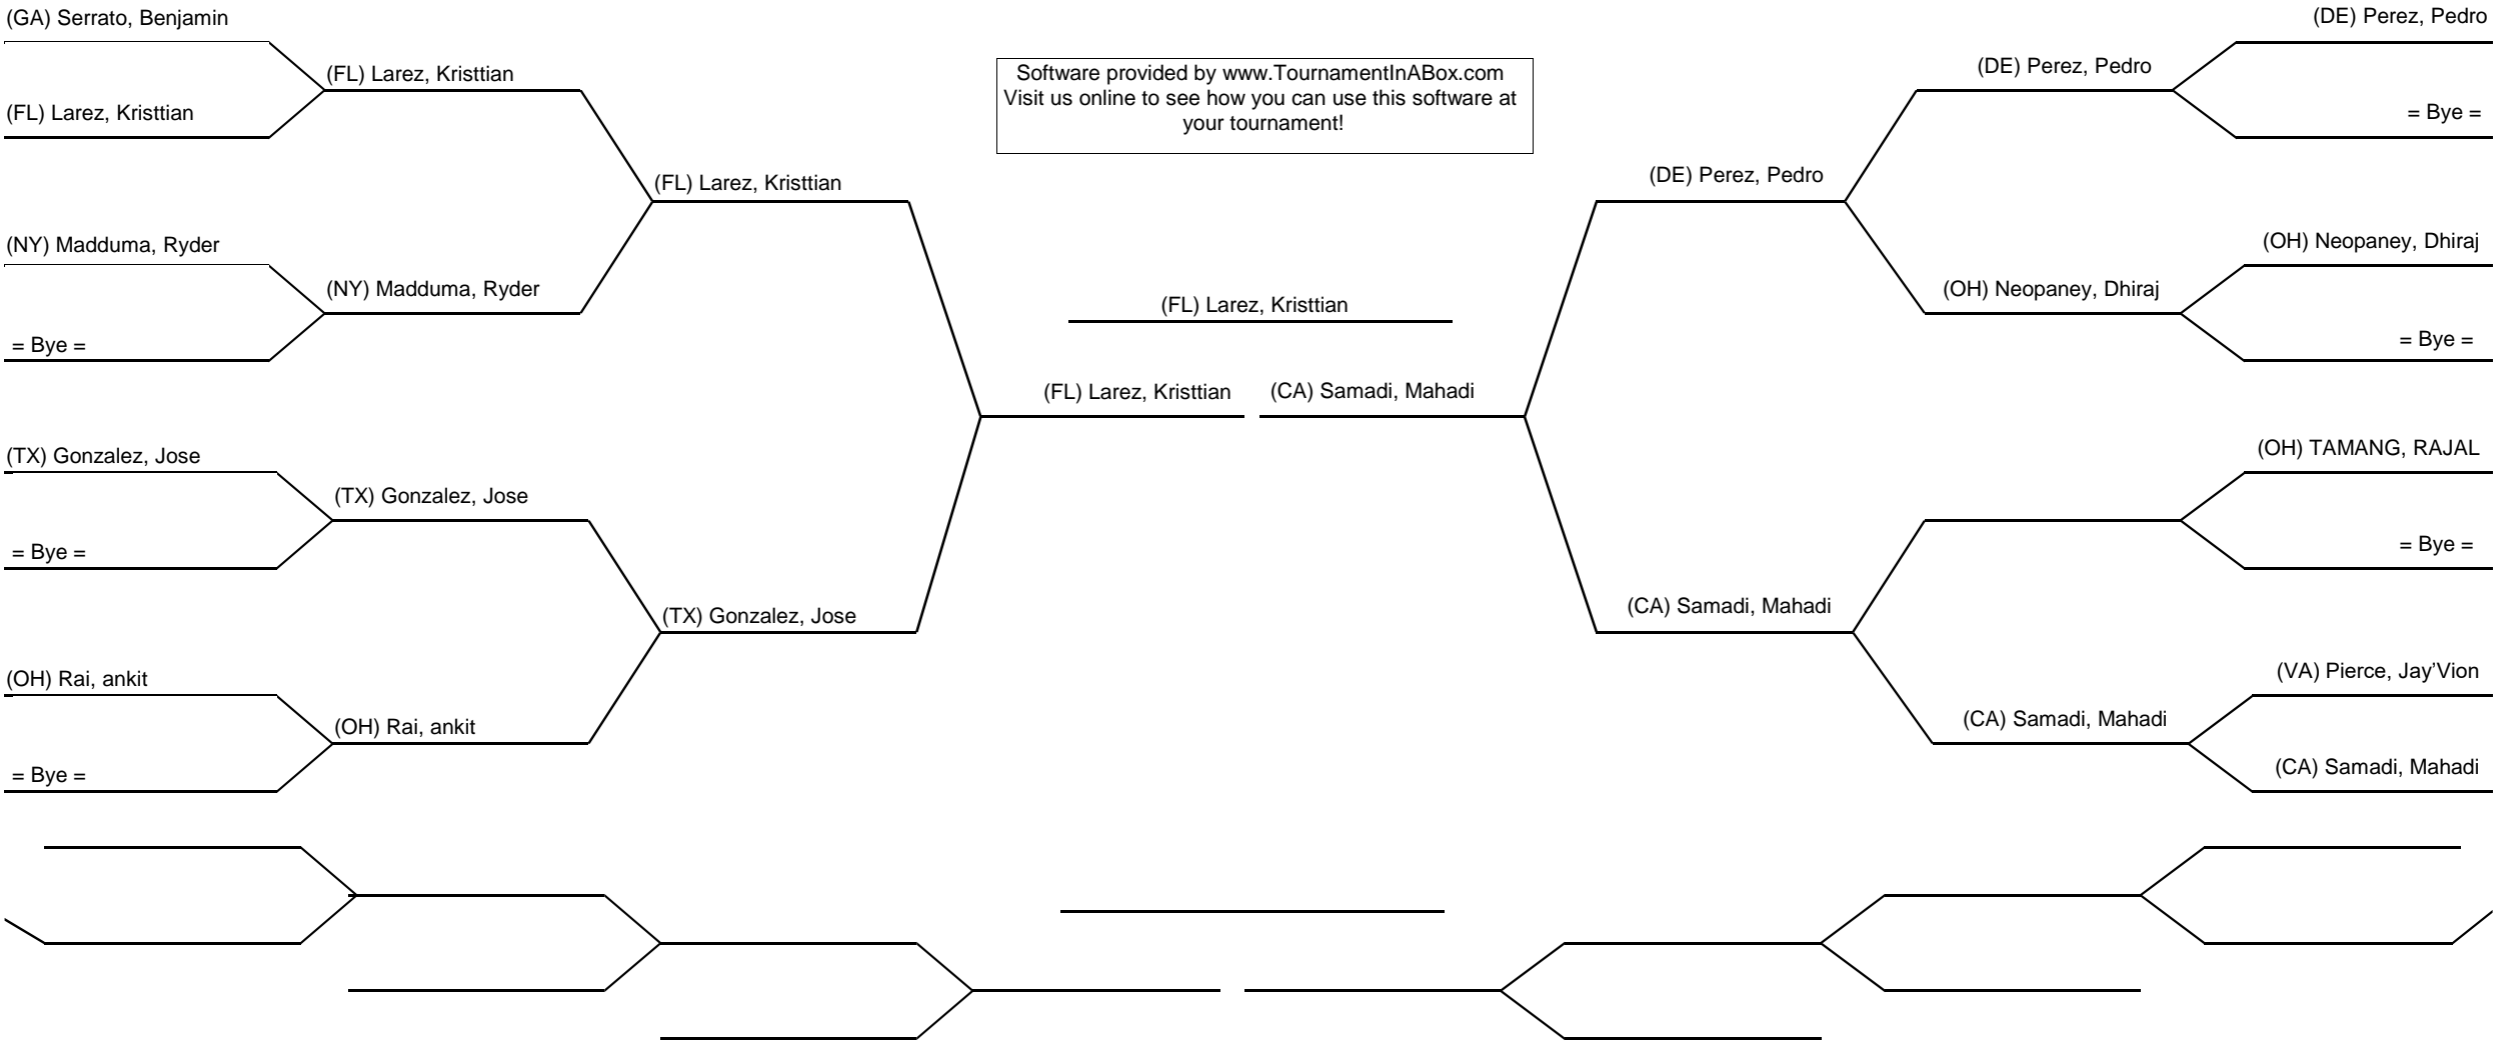 (GA) Serrato, Benjamin
(FL) Larez, Kristtian
(NY) Madduma, Ryder
= Bye =
(TX) Gonzalez, Jose
= Bye =
(OH) Rai, ankit
= Bye =
(FL) Larez, Kristtian
(NY) Madduma, Ryder
(TX) Gonzalez, Jose
(OH) Rai, ankit
(FL) Larez, Kristtian
(TX) Gonzalez, Jose
Software provided by www.TournamentInABox.com
Visit us online to see how you can use this software at
your tournament!
(FL) Larez, Kristtian
(FL) Larez, Kristtian
(CA) Samadi, Mahadi
(DE) Perez, Pedro
(CA) Samadi, Mahadi
(DE) Perez, Pedro
(OH) Neopaney, Dhiraj
(CA) Samadi, Mahadi
(DE) Perez, Pedro
= Bye =
(OH) Neopaney, Dhiraj
= Bye =
(OH) TAMANG, RAJAL
= Bye =
(VA) Pierce, Jay'Vion
(CA) Samadi, Mahadi